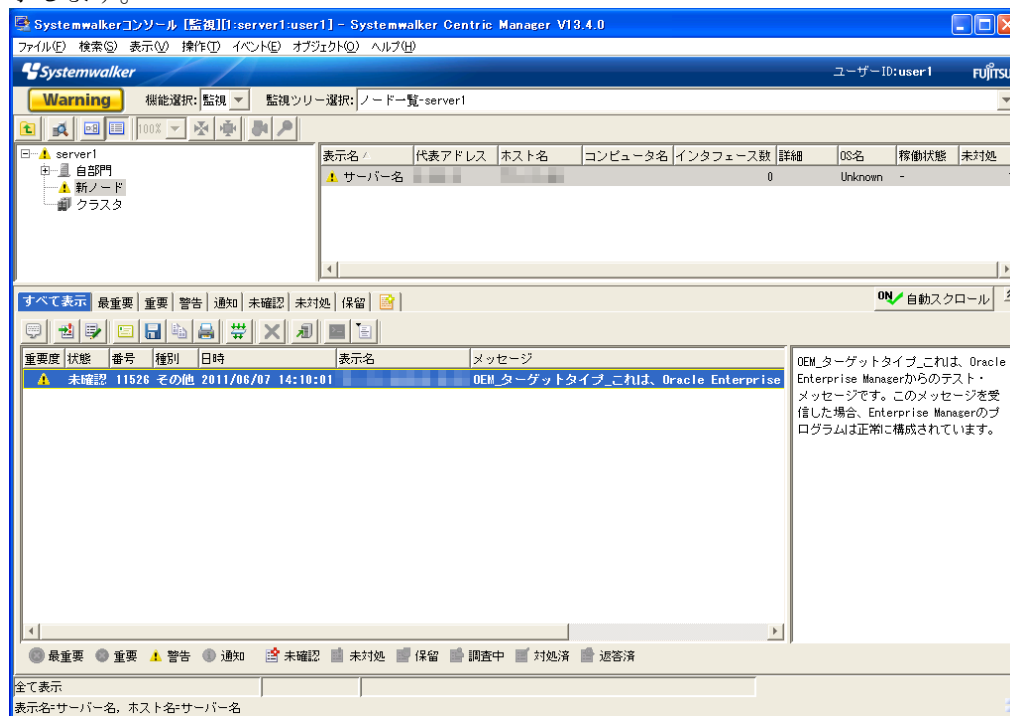 示します。
Systemwalkerコンソール [監視][1:server1:user1] - Systemwalker Centric Manager V13.4.0
ファイル(F) 検索(S) 表示(V) 操作(T) イベント(E) オブジェクト(O) ヘルプ(H)
Systemwalker ユーザーID:user1 FUJITSU
Warning 機能選択: 監視 監視ツリー選択: ノード一覧-server1
100%
server1
自部門
新ノード
クラスタ
表示名 代表アドレス ホスト名 コンピュータ名 インタフェース数 詳細 OS名 稼働状態 未対処
サーバー名 0 Unknown -
すべて表示 最重要 重要 警告 通知 未確認 未対処 保留 ON 自動スクロール
重要度 状態 番号 種別 日時 表示名 メッセージ
未確認 11526 その他 2011/06/07 14:10:01 OEM_ターゲットタイプ_これは、Oracle Enterprise
OEM_ターゲットタイプ_これは、Oracle
Enterprise Managerからのテスト・
メッセージです。このメッセージを受
信した場合、Enterprise Managerのプ
ログラムは正常に構成されています。
最重要 重要 警告 通知 未確認 未対処 保留 調査中 対処済 返答済
全て表示
表示名=サーバー名, ホスト名=サーバー名